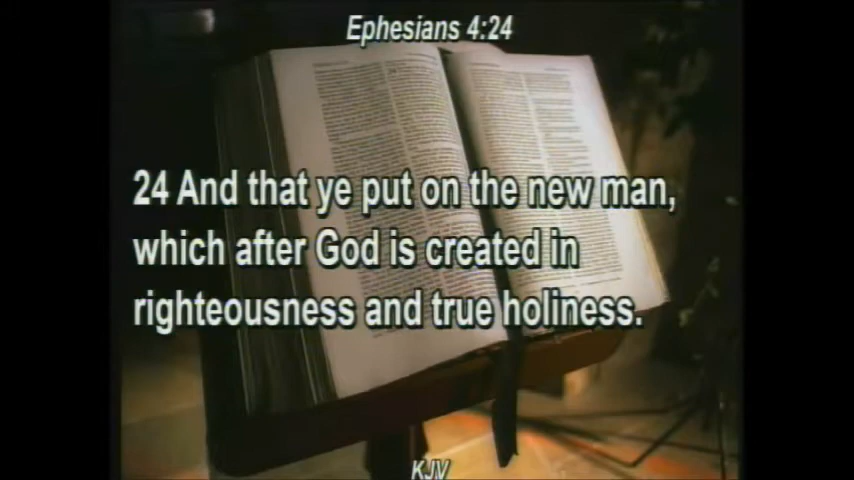 Ephesians 4:24
24 And that ye put on the new man,
which after God is created in
righteousness and true holiness.
KJV